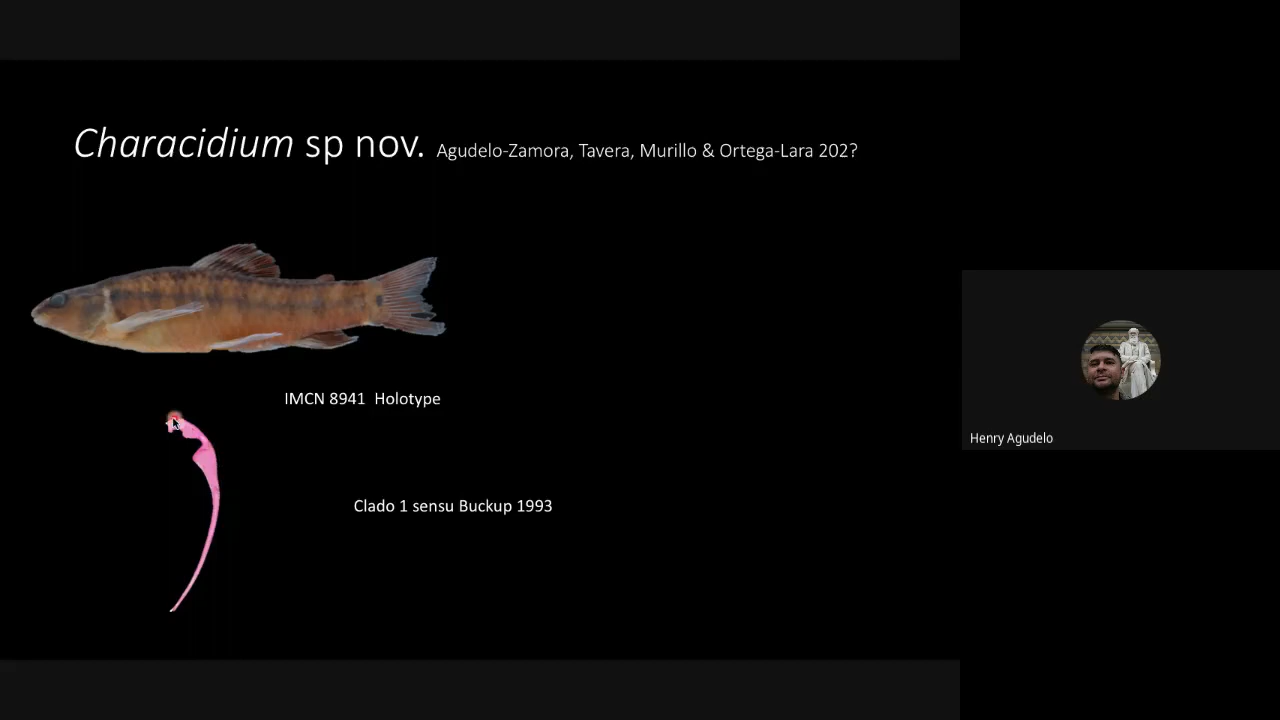 Characidium sp nov. Agudelo-Zamora, Tavera, Murillo & Ortega-Lara 202?
IMCN 8941 Holotype
Clado 1 sensu Buckup 1993
Henry Agudelo